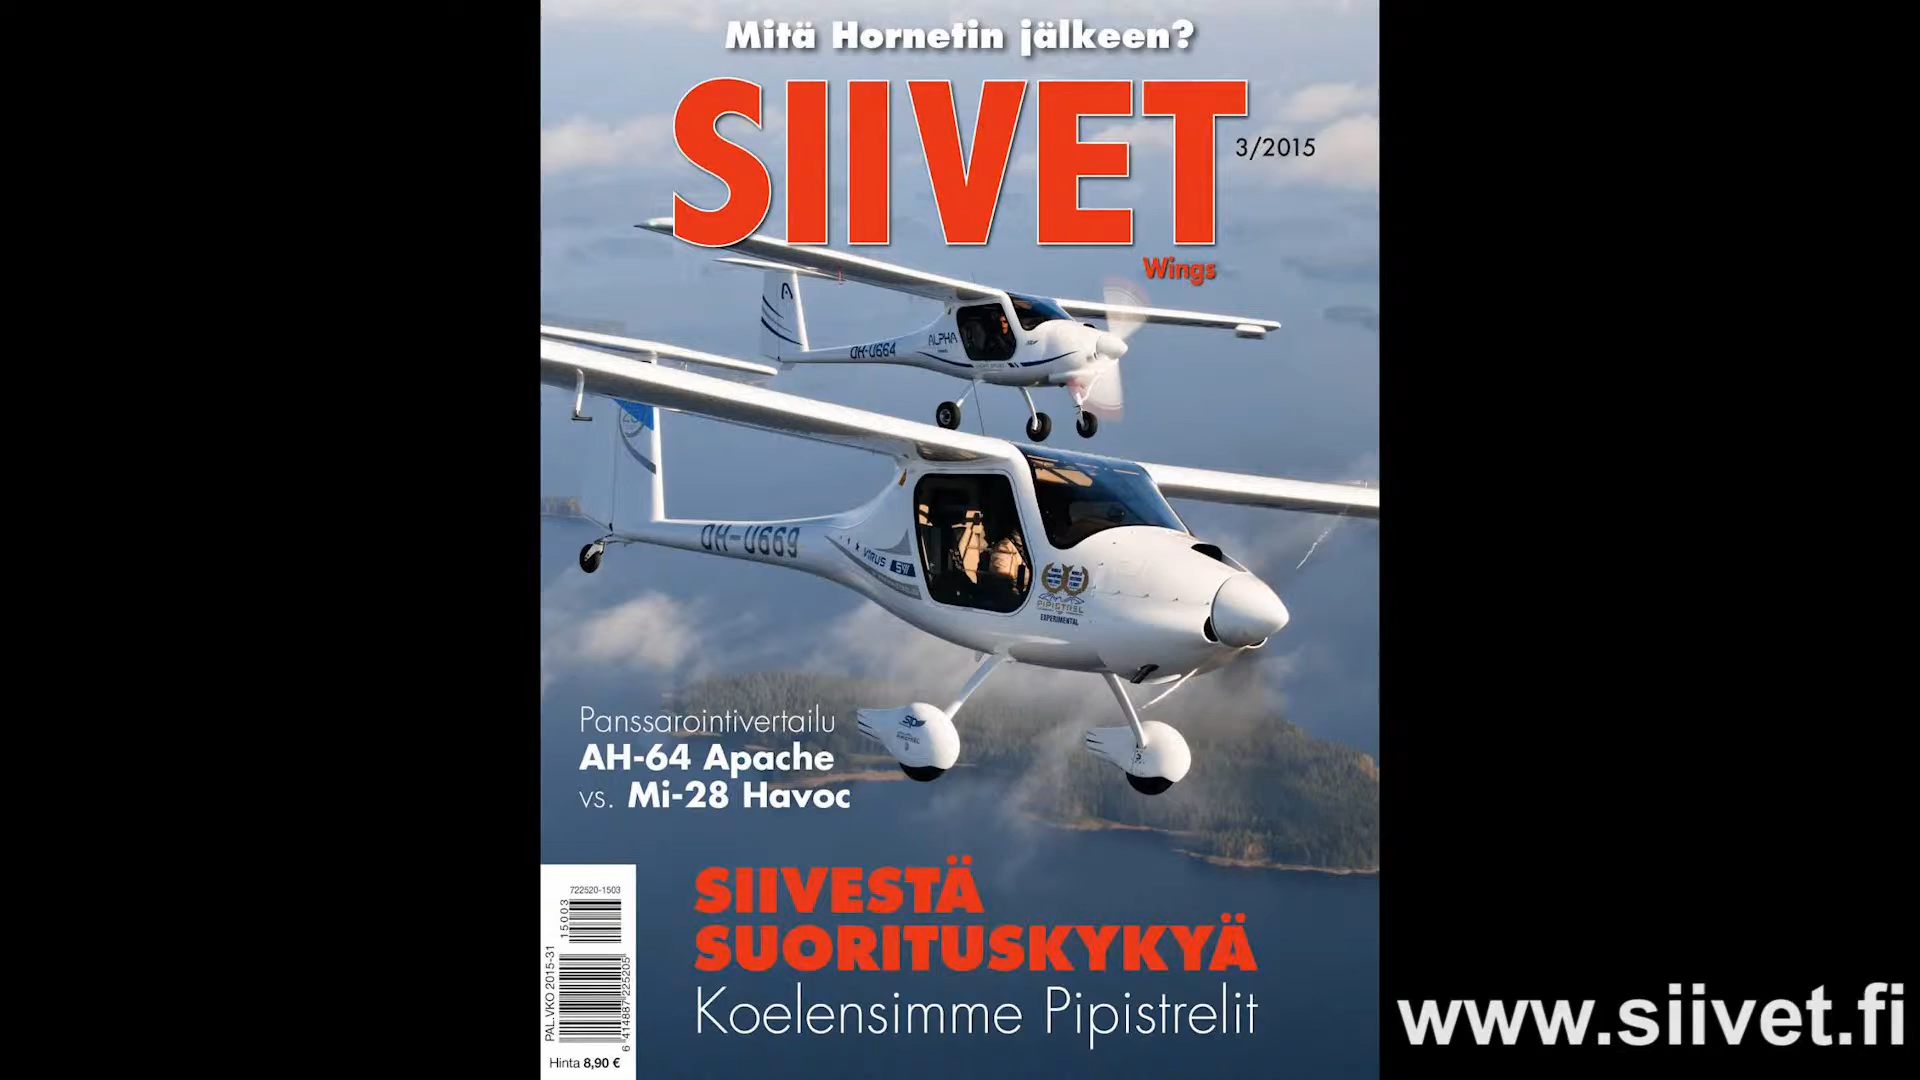 Mitä Hornetin jälkeen?
SIIVET
3/2015
Wings
ALPHA
OH-U664
OH-U669
VIRUS SW
PIPISTREL
EXPERIMENTAL
Panssarointivertailu
AH-64 Apache
vs. Mi-28 Havoc
SIIVESTÄ
SUORITUSKYKYÄ
Koelensimme Pipistrelit
722520-1503
15003
PAL.VKO 2015-31
6 414887 225205
Hinta 8,90 €
www.siivet.fi